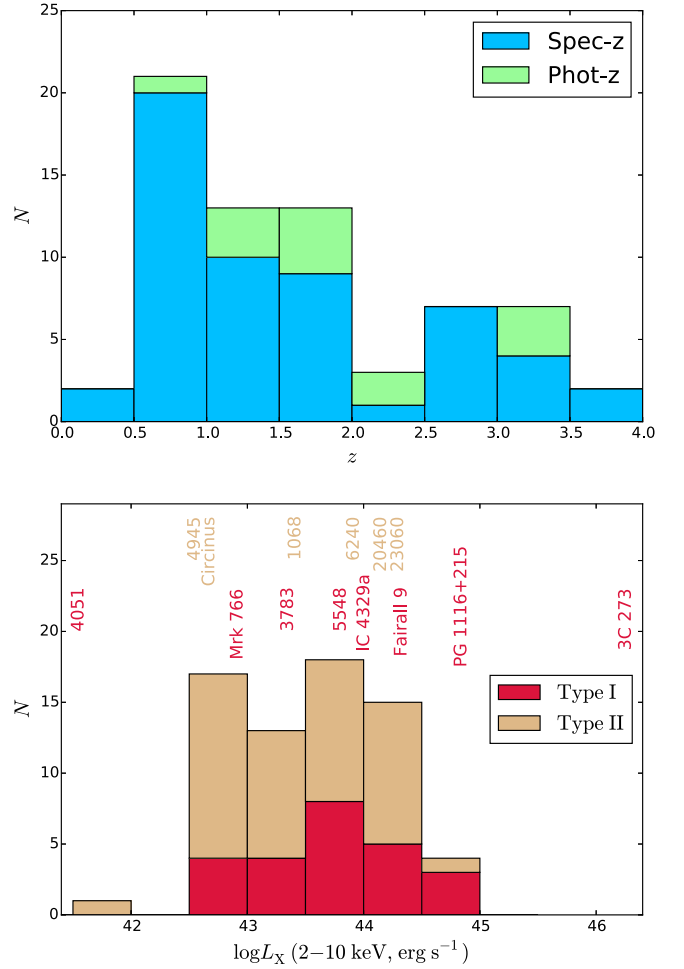 25
20
15
10
5
0
N
Spec-z
Phot-z
0.0 0.5 1.0 1.5 2.0 2.5 3.0 3.5 4.0
z
25
20
15
10
5
0
N
4945
Circinus
1068
6240
20460
23060
4051
Mrk 766
3783
5548
IC 4329a
Fairall 9
PG 1116+215
3C 273
Type I
Type II
42 43 44 45 46
logL_X (2−10 keV, erg s⁻¹)